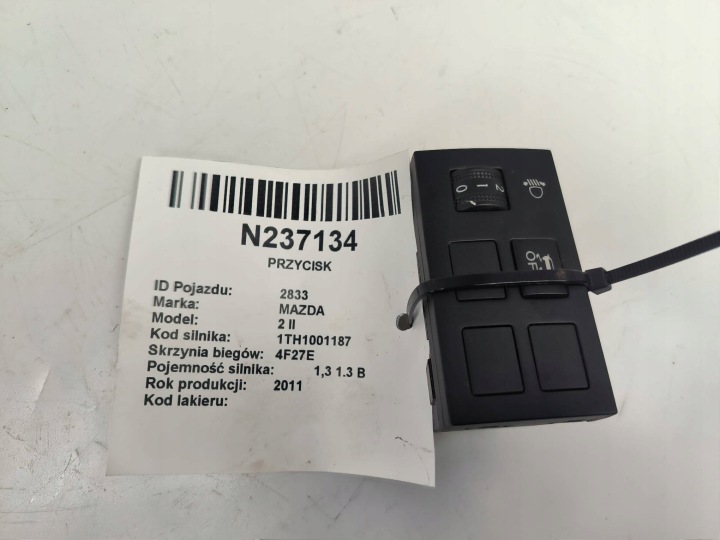 N237134
PRZYCISK
ID Pojazdu: 2833
Marka: MAZDA
Model: 2 II
Kod silnika: 1TH1001187
Skrzynia biegów: 4F27E
Pojemność silnika: 1,3 1.3 B
Rok produkcji: 2011
Kod lakieru:
0 1 2
OFF